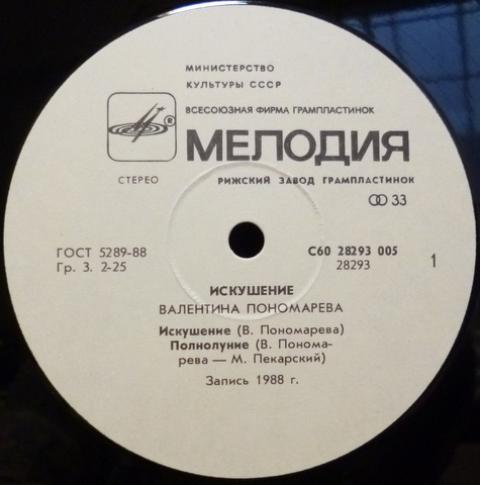 МИНИСТЕРСТВО
КУЛЬТУРЫ СССР
ВСЕСОЮЗНАЯ ФИРМА ГРАМПЛАСТИНОК
® МЕЛОДИЯ
СТЕРЕО
РИЖСКИЙ ЗАВОД ГРАМПЛАСТИНОК
33
ГОСТ 5289-88
Гр. 3. 2-25
С60 28293 005
28293
1
ИСКУШЕНИЕ
ВАЛЕНТИНА ПОНОМАРЕВА
Искушение (В. Пономарева)
Полнолуние (В. Понома-
рева — М. Пекарский)
Запись 1988 г.